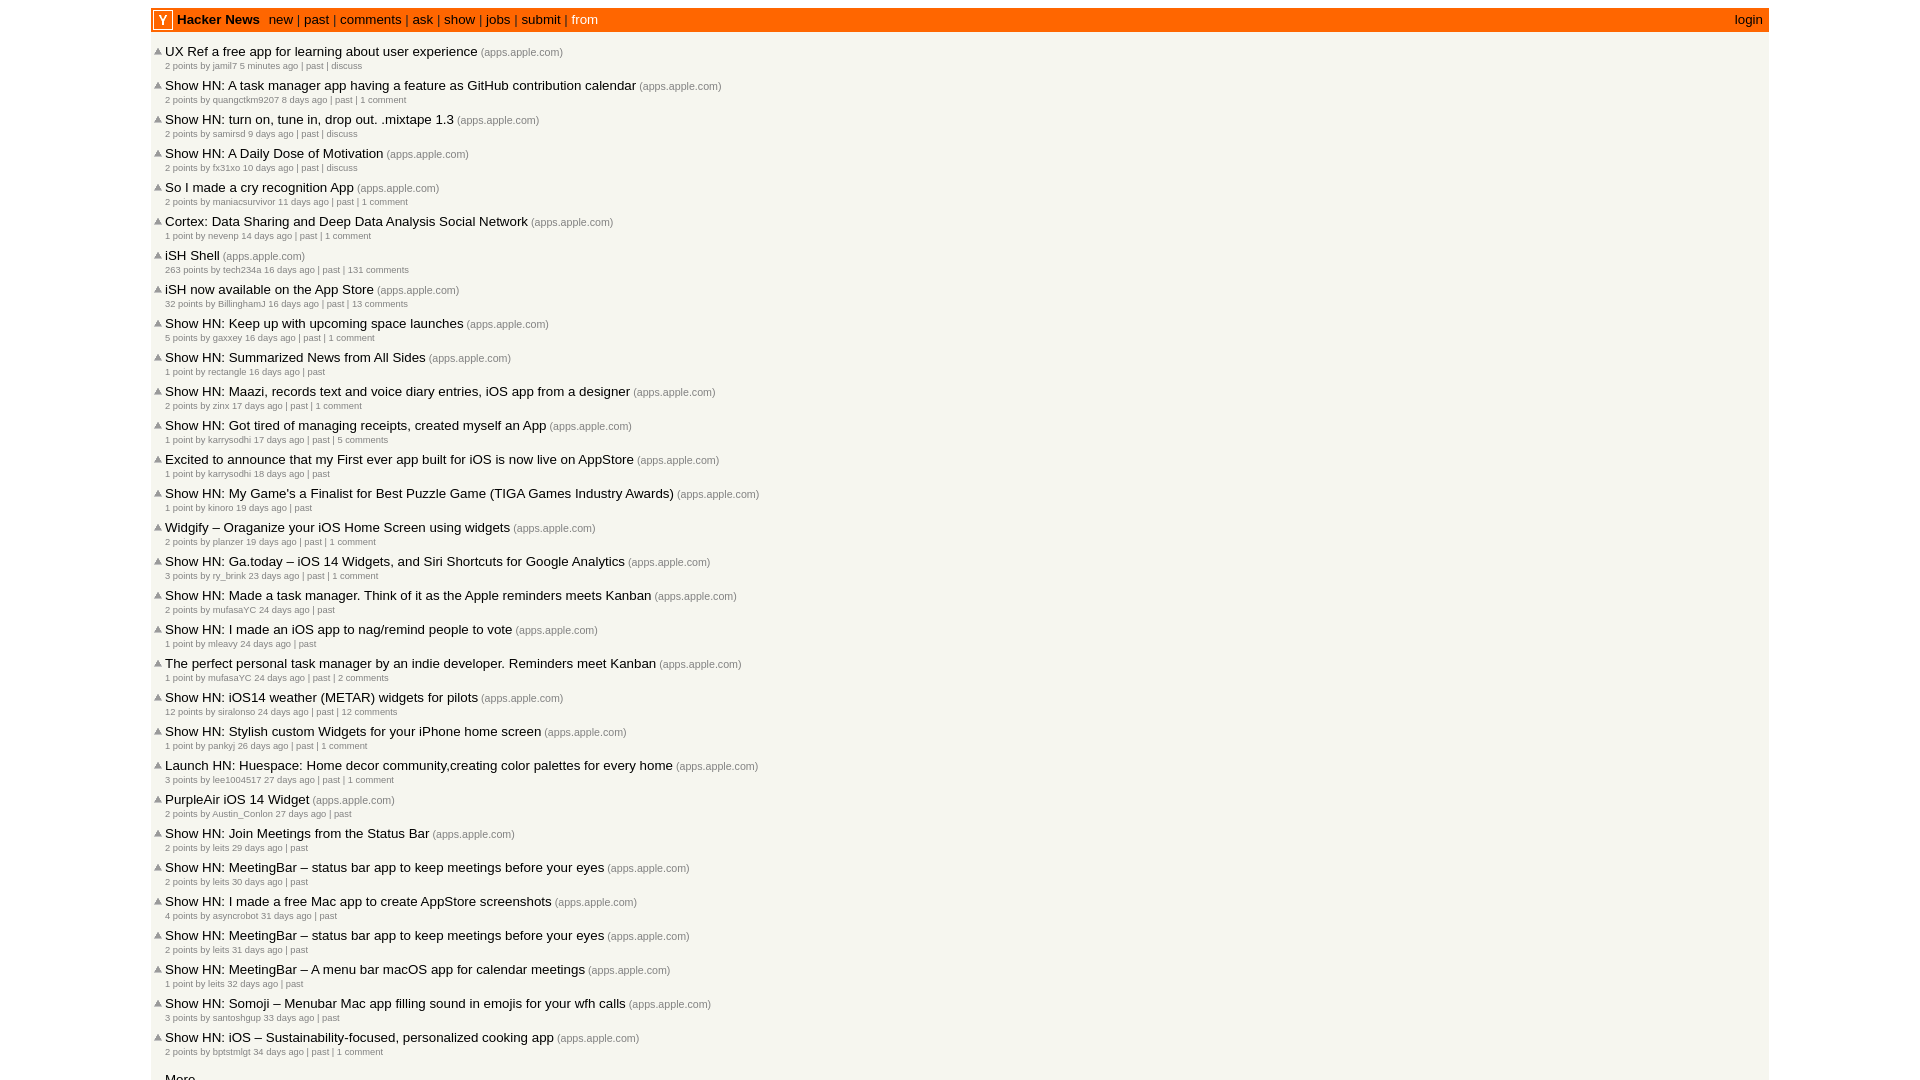 Y Hacker News new | past | comments | ask | show | jobs | submit | from login
UX Ref a free app for learning about user experience (apps.apple.com)
2 points by jamil7 5 minutes ago | past | discuss
Show HN: A task manager app having a feature as GitHub contribution calendar (apps.apple.com)
2 points by quangctkm9207 8 days ago | past | 1 comment
Show HN: turn on, tune in, drop out. .mixtape 1.3 (apps.apple.com)
2 points by samirsd 9 days ago | past | discuss
Show HN: A Daily Dose of Motivation (apps.apple.com)
2 points by fx31xo 10 days ago | past | discuss
So I made a cry recognition App (apps.apple.com)
2 points by maniacsurvivor 11 days ago | past | 1 comment
Cortex: Data Sharing and Deep Data Analysis Social Network (apps.apple.com)
1 point by nevenp 14 days ago | past | 1 comment
iSH Shell (apps.apple.com)
263 points by tech234a 16 days ago | past | 131 comments
iSH now available on the App Store (apps.apple.com)
32 points by BillinghamJ 16 days ago | past | 13 comments
Show HN: Keep up with upcoming space launches (apps.apple.com)
5 points by gaxxey 16 days ago | past | 1 comment
Show HN: Summarized News from All Sides (apps.apple.com)
1 point by rectangle 16 days ago | past
Show HN: Maazi, records text and voice diary entries, iOS app from a designer (apps.apple.com)
2 points by zinx 17 days ago | past | 1 comment
Show HN: Got tired of managing receipts, created myself an App (apps.apple.com)
1 point by karrysodhi 17 days ago | past | 5 comments
Excited to announce that my First ever app built for iOS is now live on AppStore (apps.apple.com)
1 point by karrysodhi 18 days ago | past
Show HN: My Game's a Finalist for Best Puzzle Game (TIGA Games Industry Awards) (apps.apple.com)
1 point by kinoro 19 days ago | past
Widgify – Oraganize your iOS Home Screen using widgets (apps.apple.com)
2 points by planzer 19 days ago | past | 1 comment
Show HN: Ga.today – iOS 14 Widgets, and Siri Shortcuts for Google Analytics (apps.apple.com)
3 points by ry_brink 23 days ago | past | 1 comment
Show HN: Made a task manager. Think of it as the Apple reminders meets Kanban (apps.apple.com)
2 points by mufasaYC 24 days ago | past
Show HN: I made an iOS app to nag/remind people to vote (apps.apple.com)
1 point by mleavy 24 days ago | past
The perfect personal task manager by an indie developer. Reminders meet Kanban (apps.apple.com)
1 point by mufasaYC 24 days ago | past | 2 comments
Show HN: iOS14 weather (METAR) widgets for pilots (apps.apple.com)
12 points by siralonso 24 days ago | past | 12 comments
Show HN: Stylish custom Widgets for your iPhone home screen (apps.apple.com)
1 point by pankyj 26 days ago | past | 1 comment
Launch HN: Huespace: Home decor community,creating color palettes for every home (apps.apple.com)
3 points by lee1004517 27 days ago | past | 1 comment
PurpleAir iOS 14 Widget (apps.apple.com)
2 points by Austin_Conlon 27 days ago | past
Show HN: Join Meetings from the Status Bar (apps.apple.com)
2 points by leits 29 days ago | past
Show HN: MeetingBar – status bar app to keep meetings before your eyes (apps.apple.com)
2 points by leits 30 days ago | past
Show HN: I made a free Mac app to create AppStore screenshots (apps.apple.com)
4 points by asyncrobot 31 days ago | past
Show HN: MeetingBar – status bar app to keep meetings before your eyes (apps.apple.com)
2 points by leits 31 days ago | past
Show HN: MeetingBar – A menu bar macOS app for calendar meetings (apps.apple.com)
1 point by leits 32 days ago | past
Show HN: Somoji – Menubar Mac app filling sound in emojis for your wfh calls (apps.apple.com)
3 points by santoshgup 33 days ago | past
Show HN: iOS – Sustainability-focused, personalized cooking app (apps.apple.com)
2 points by bptstmlgt 34 days ago | past | 1 comment
More